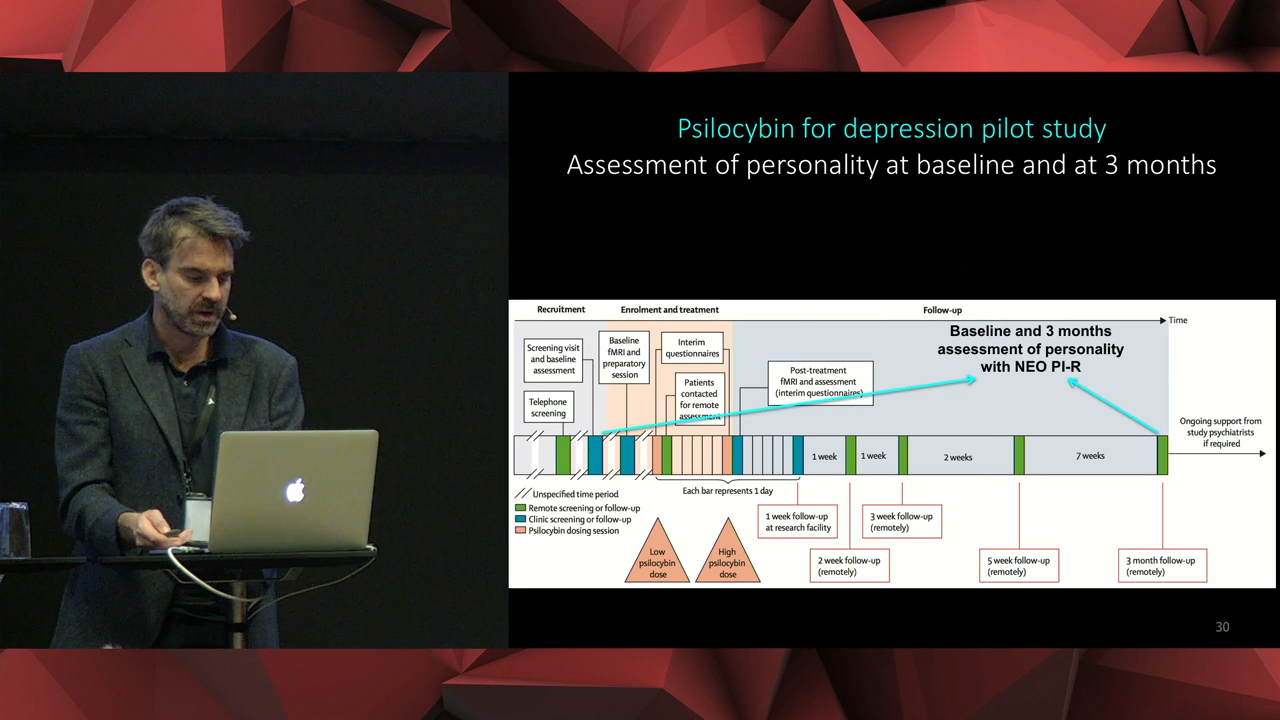 Psilocybin for depression pilot study
Assessment of personality at baseline and at 3 months
Recruitment
Enrolment and treatment
Follow-up
Time
Screening visit
and baseline
assessment
Telephone
screening
Baseline
fMRI and
preparatory
session
Interim
questionnaires
Patients
contacted
for remote
assessment
Post-treatment
fMRI and assessment
(interim questionnaires)
Baseline and 3 months
assessment of personality
with NEO PI-R
Ongoing support from
study psychiatrists
if required
1 week
1 week
2 weeks
7 weeks
Each bar represents 1 day
Unspecified time period
Remote screening or follow-up
Clinic screening or follow-up
Psilocybin dosing session
Low
psilocybin
dose
High
psilocybin
dose
1 week follow-up
at research facility
2 week follow-up
(remotely)
3 week follow-up
(remotely)
5 week follow-up
(remotely)
3 month follow-up
(remotely)
30